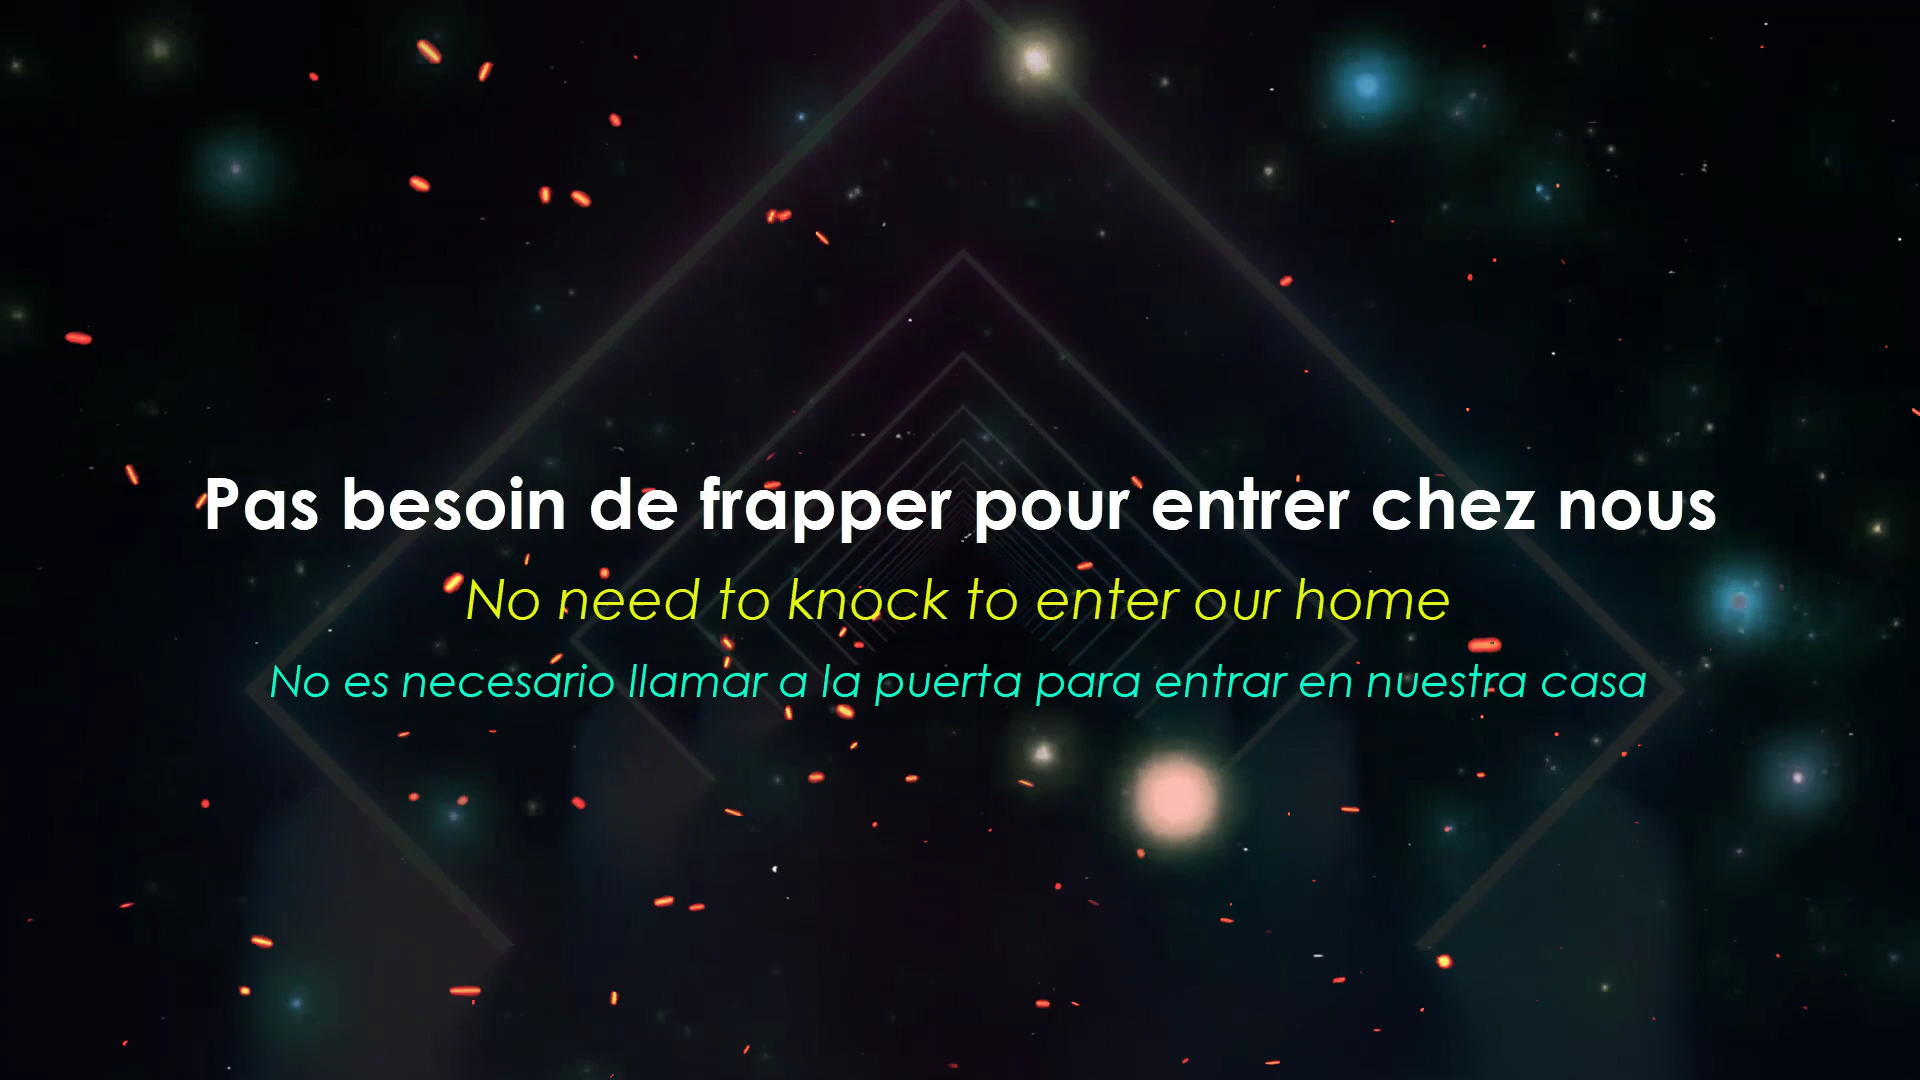 Pas besoin de frapper pour entrer chez nous
No need to knock to enter our home
No es necesario llamar a la puerta para entrar en nuestra casa